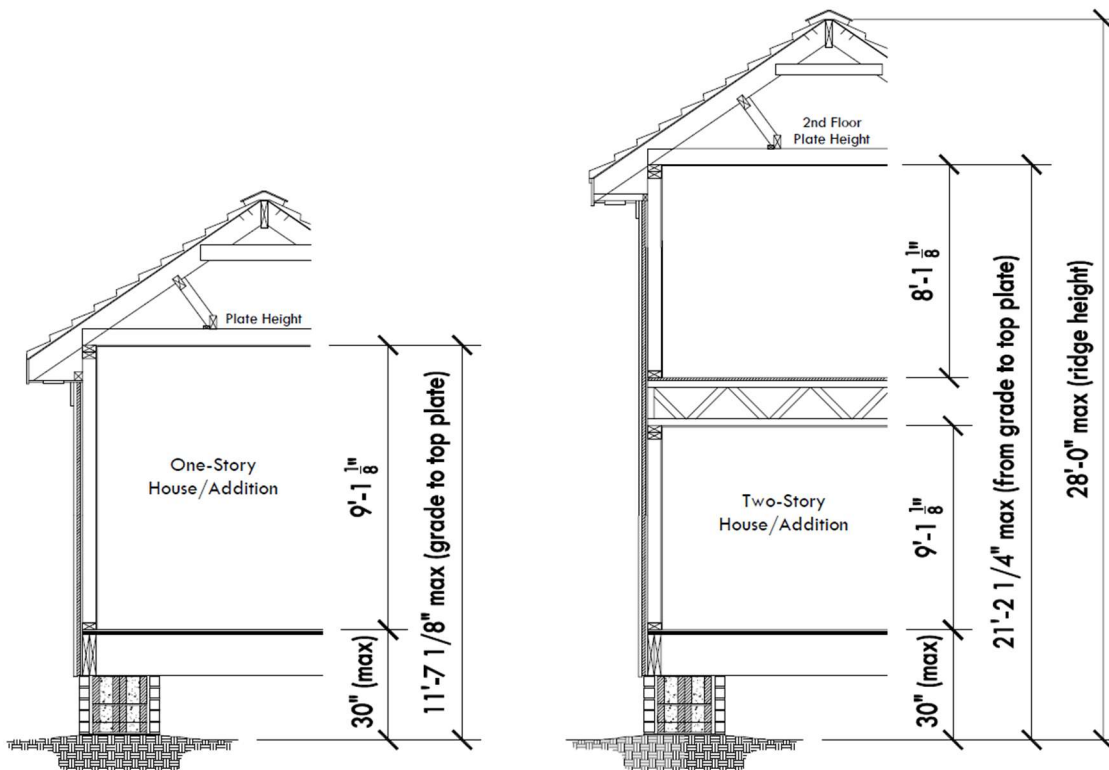 Plate Height
One-Story
House/Addition
9'-1 1/8"
30" (max)
11'-7 1/8" max (grade to top plate)
2nd Floor
Plate Height
Two-Story
House/Addition
8'-1 1/8"
9'-1 1/8"
30" (max)
21'-2 1/4" max (from grade to top plate)
28'-0" max (ridge height)